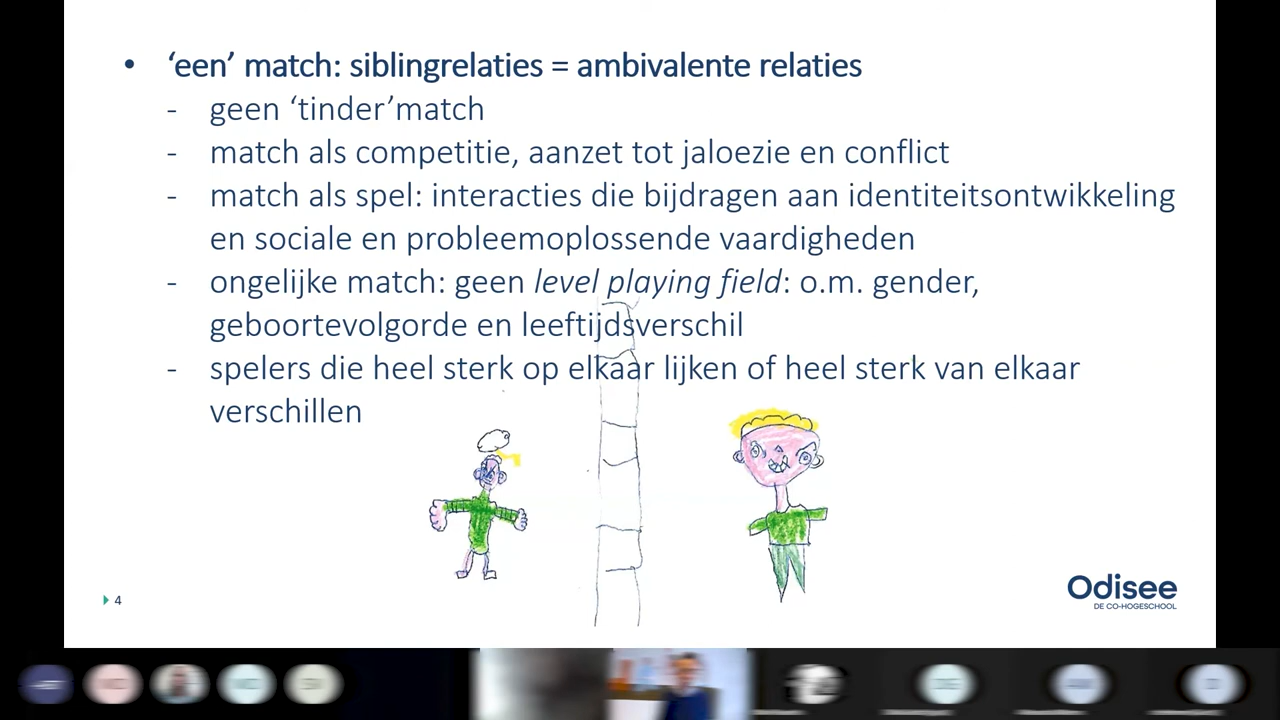 • ‘een’ match: siblingrelaties = ambivalente relaties
- geen ‘tinder’match
- match als competitie, aanzet tot jaloezie en conflict
- match als spel: interacties die bijdragen aan identiteitsontwikkeling
en sociale en probleemoplossende vaardigheden
- ongelijke match: geen level playing field: o.m. gender,
geboortevolgorde en leeftijdsverschil
- spelers die heel sterk op elkaar lijken of heel sterk van elkaar
verschillen
4
Odisee
DE CO-HOGESCHOOL